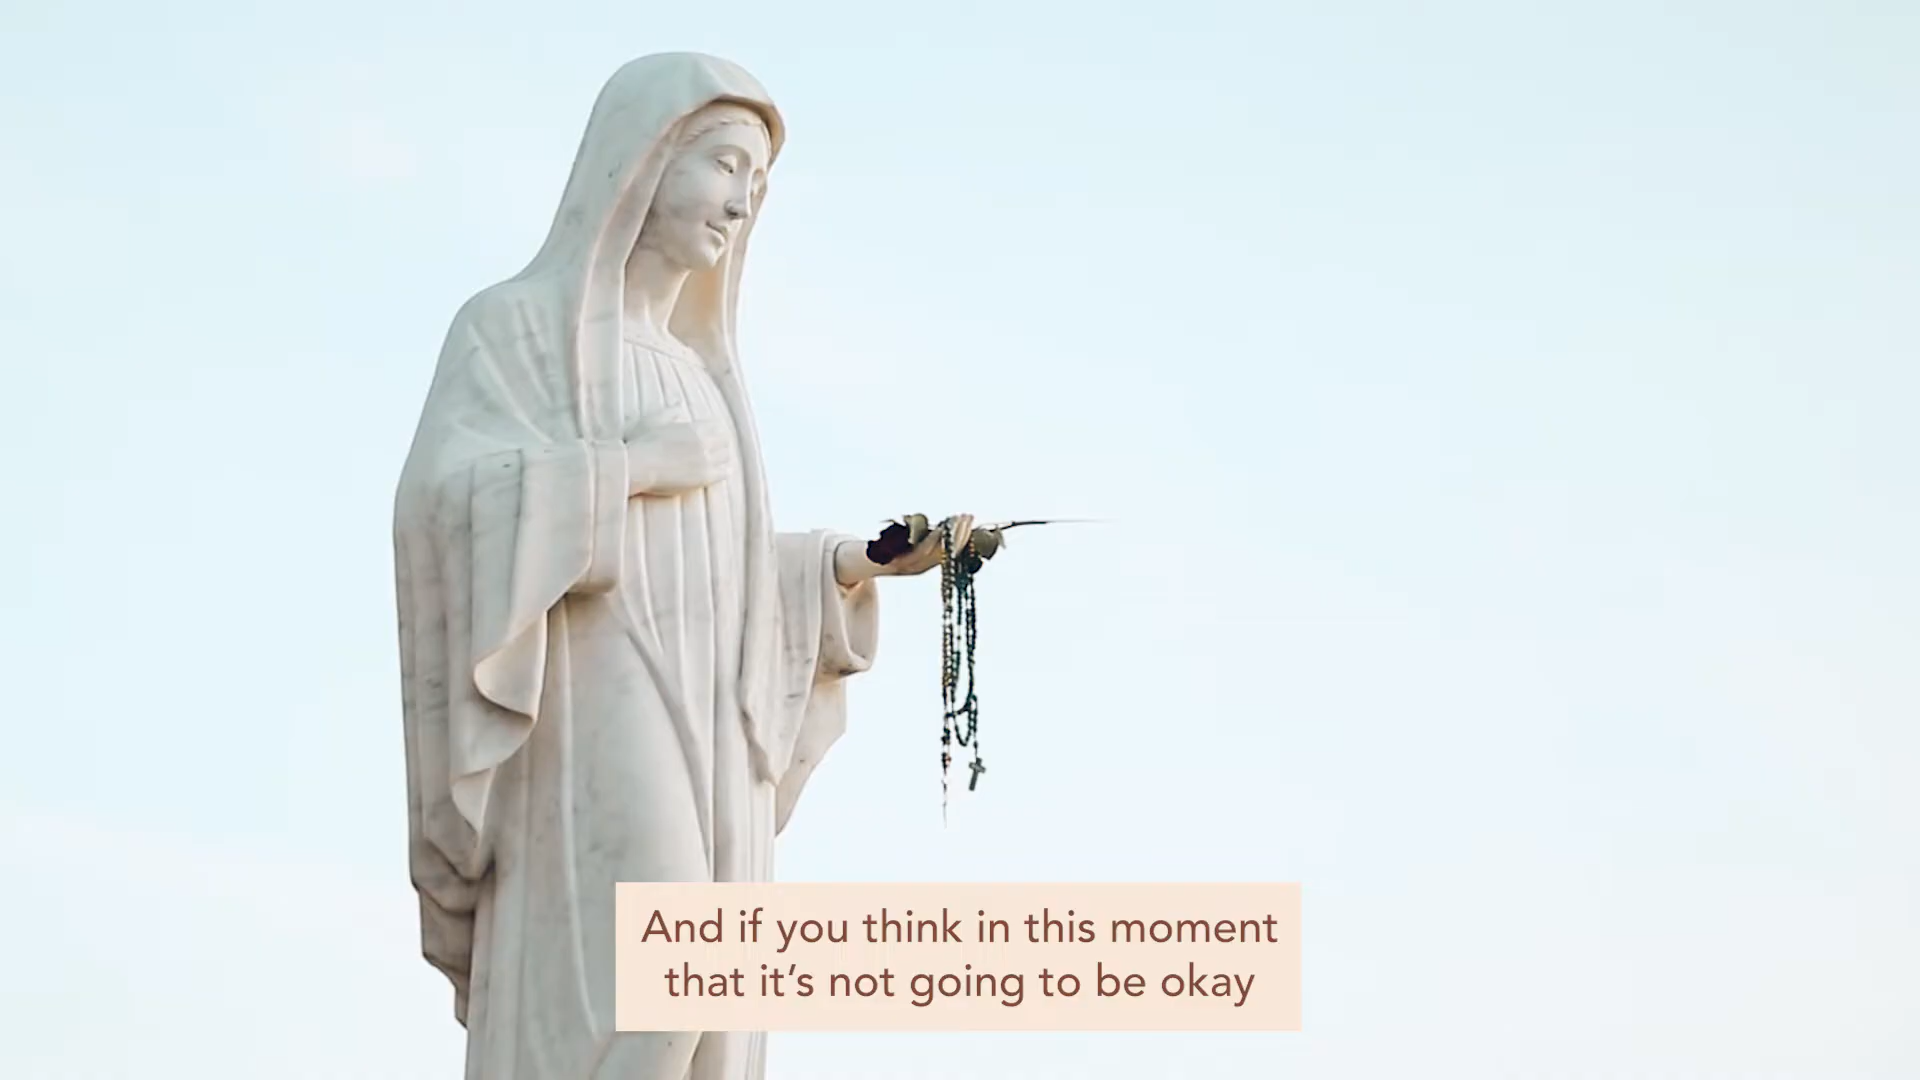 And if you think in this moment
that it’s not going to be okay